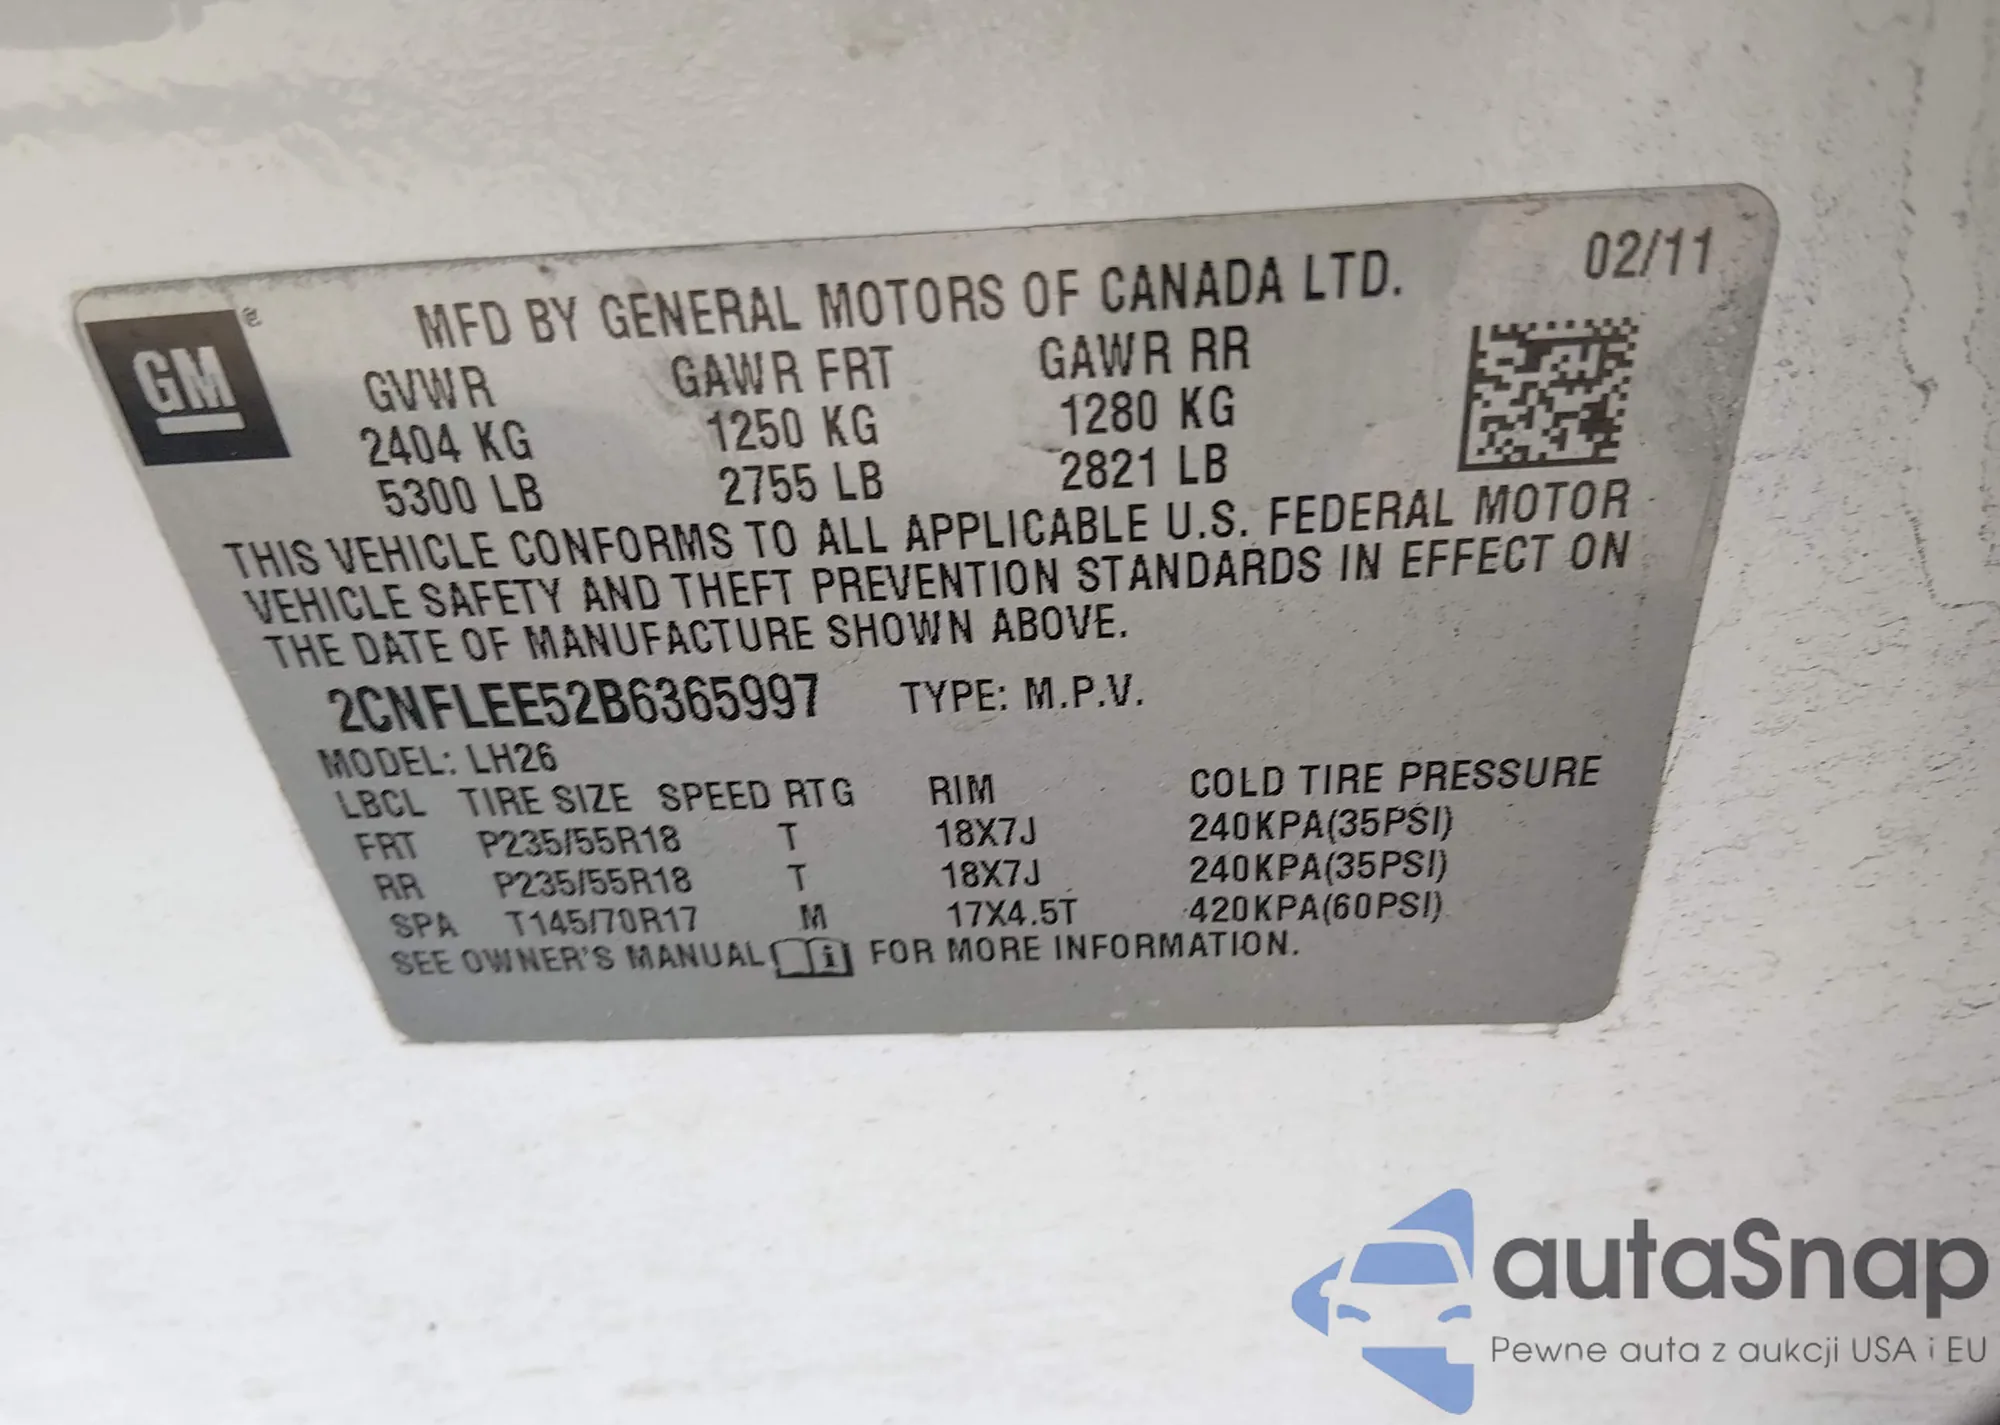 GM
MFD BY GENERAL MOTORS OF CANADA LTD. 02/11
GVWR GAWR FRT GAWR RR
2404 KG 1250 KG 1280 KG
5300 LB 2755 LB 2821 LB
THIS VEHICLE CONFORMS TO ALL APPLICABLE U.S. FEDERAL MOTOR
VEHICLE SAFETY AND THEFT PREVENTION STANDARDS IN EFFECT ON
THE DATE OF MANUFACTURE SHOWN ABOVE.
2CNFLEE52B6365997 TYPE: M.P.V.
MODEL: LH26
LBCL TIRE SIZE SPEED RTG RIM COLD TIRE PRESSURE
FRT P235/55R18 T 18X7J 240KPA(35PSI)
RR P235/55R18 T 18X7J 240KPA(35PSI)
SPA T145/70R17 M 17X4.5T 420KPA(60PSI)
SEE OWNER'S MANUAL i FOR MORE INFORMATION.
autaSnap
Pewne auta z aukcji USA i EU